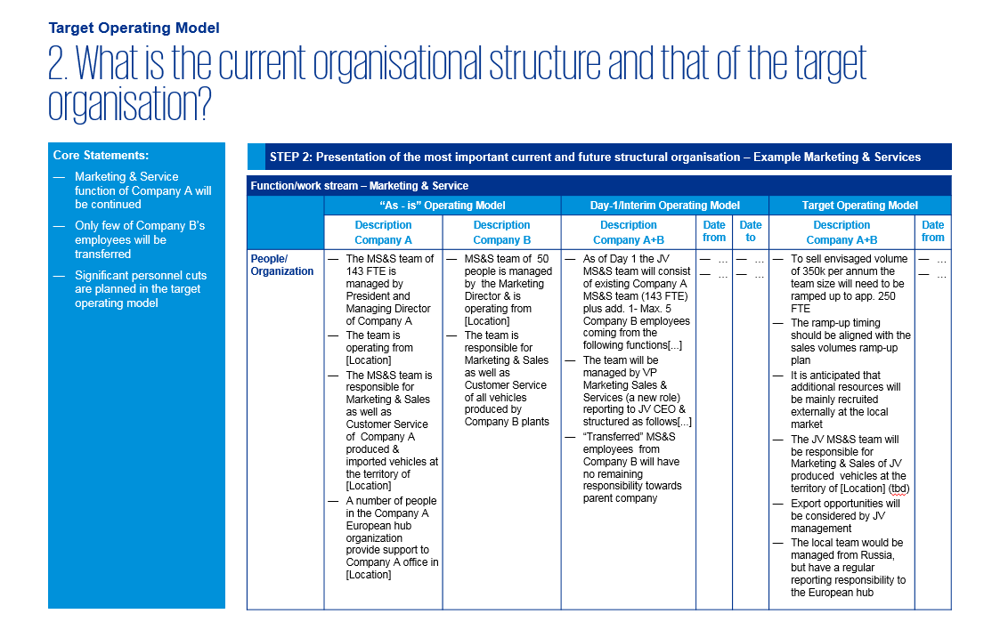 Target Operating Model
2. What is the current organisational structure and that of the target
organisation?
Core Statements:
— Marketing & Service
function of Company A will
be continued
— Only few of Company B's
employees will be
transferred
— Significant personnel cuts
are planned in the target
operating model
STEP 2: Presentation of the most important current and future structural organisation – Example Marketing & Services
Function/work stream – Marketing & Service
“As - is” Operating Model
Day-1/Interim Operating Model
Target Operating Model
Description
Company A
Description
Company B
Description
Company A+B
Date
from
Date
to
Description
Company A+B
Date
from
People/
Organization
— The MS&S team of
143 FTE is
managed by
President and
Managing Director
of Company A
— The team is
operating from
[Location]
— The MS&S team is
responsible for
Marketing & Sales
as well as
Customer Service
of Company A
produced &
imported vehicles at
the territory of
[Location]
— A number of people
in the Company A
European hub
organization
provide support to
Company A office in
[Location]
— MS&S team of 50
people is managed
by the Marketing
Director & is
operating from
[Location]
— The team is
responsible for
Marketing & Sales
as well as
Customer Service
of all vehicles
produced by
Company B plants
— As of Day 1 the JV
MS&S team will consist
of existing Company A
MS&S team (143 FTE)
plus add. 1- Max. 5
Company B employees
coming from the
following functions[...]
— The team will be
managed by VP
Marketing Sales &
Services (a new role)
reporting to JV CEO &
structured as follows[...]
— “Transferred” MS&S
employees from
Company B will have
no remaining
responsibility towards
parent company
— ...
— ...
— ...
— ...
— To sell envisaged volume
of 350k per annum the
team size will need to be
ramped up to app. 250
FTE
— The ramp-up timing
should be aligned with the
sales volumes ramp-up
plan
— It is anticipated that
additional resources will
be mainly recruited
externally at the local
market
— The JV MS&S team will
be responsible for
Marketing & Sales of JV
produced vehicles at the
territory of [Location] (tbd)
— Export opportunities will
be considered by JV
management
— The local team would be
managed from Russia,
but have a regular
reporting responsibility to
the European hub
— ...
— ...